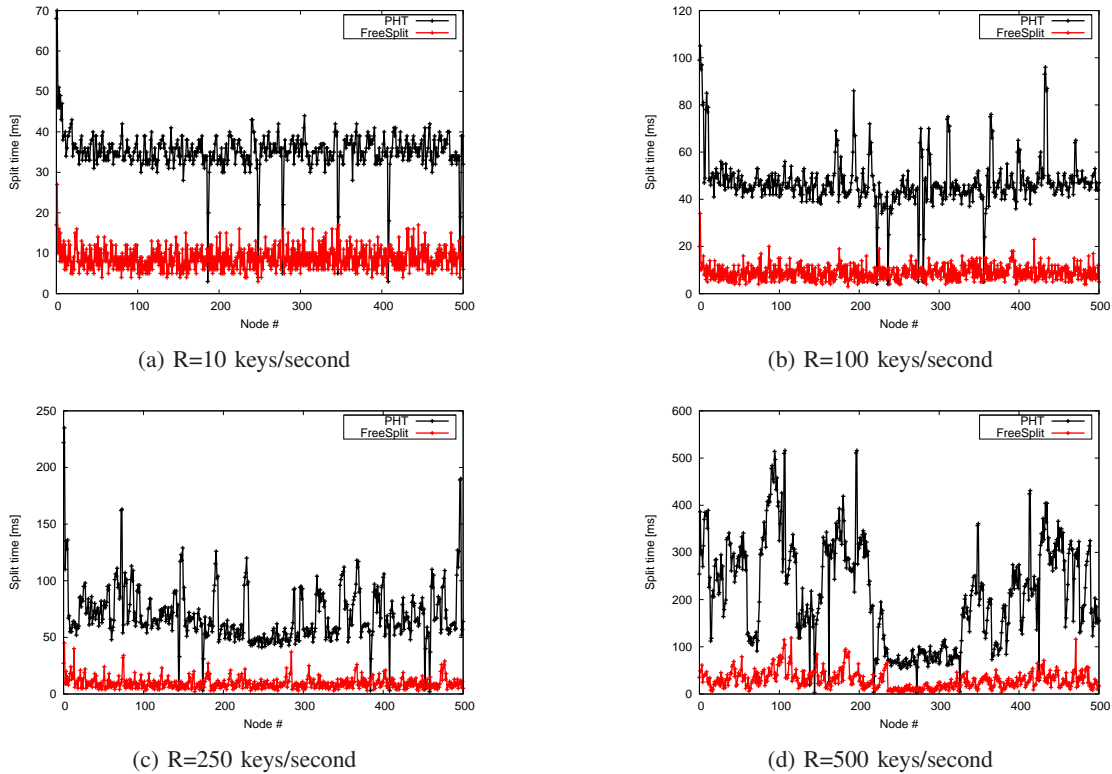 70
60
50
40
30
20
10
0
Split time [ms]
0 100 200 300 400 500
Node #
PHT
FreeSplit
(a) R=10 keys/second
120
100
80
60
40
20
0
Split time [ms]
0 100 200 300 400 500
Node #
PHT
FreeSplit
(b) R=100 keys/second
250
200
150
100
50
0
Split time [ms]
0 100 200 300 400 500
Node #
PHT
FreeSplit
(c) R=250 keys/second
600
500
400
300
200
100
0
Split time [ms]
0 100 200 300 400 500
Node #
PHT
FreeSplit
(d) R=500 keys/second